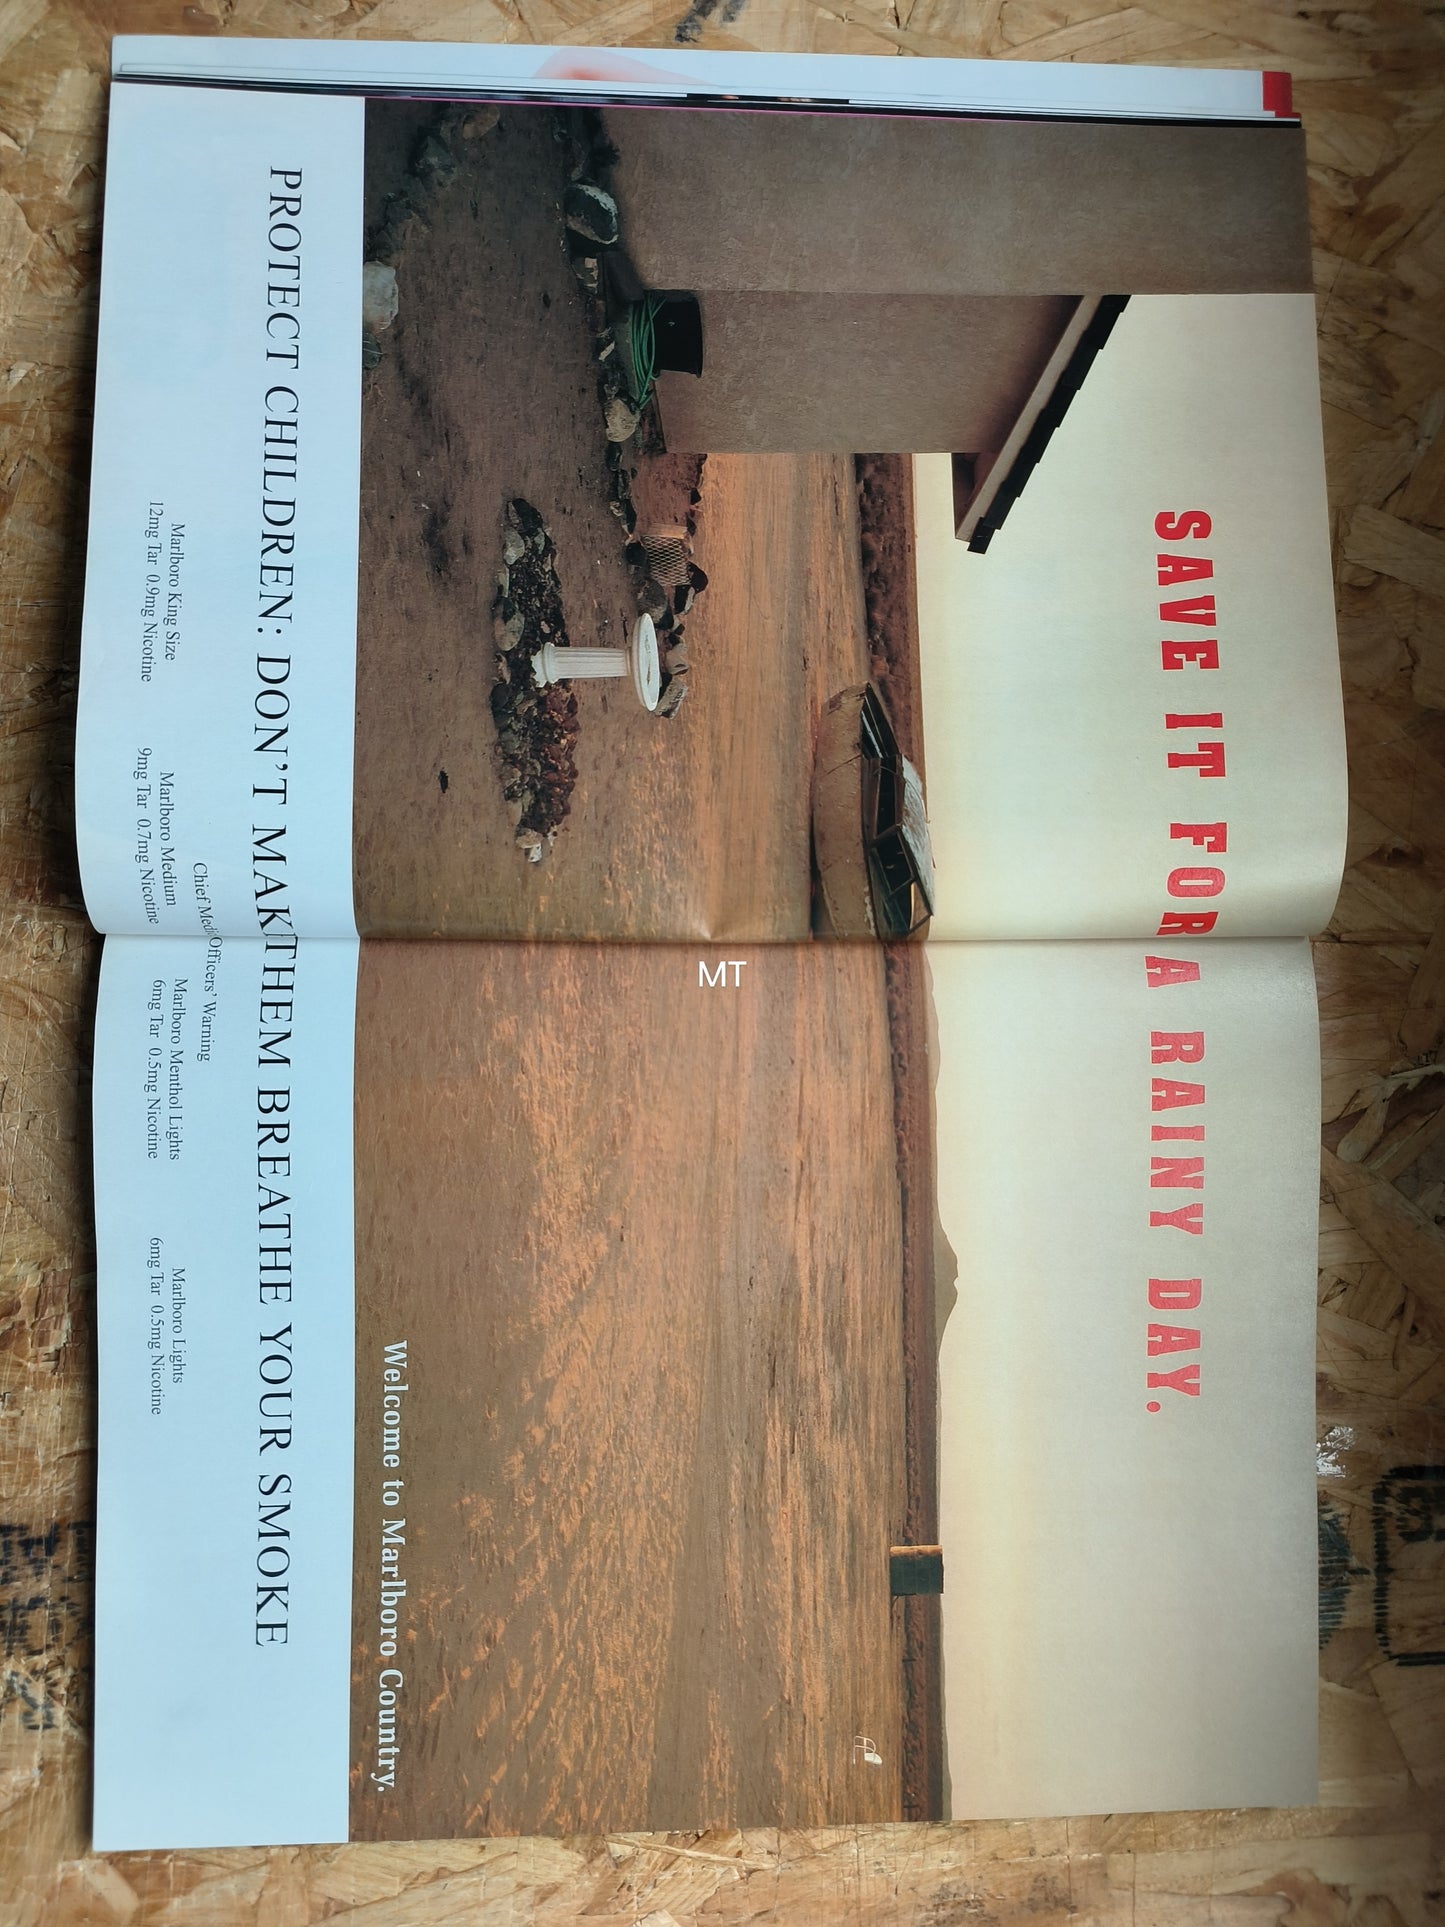 SAVE IT FOR A RAINY DAY.
MT
Welcome to Marlboro Country.
PROTECT CHILDREN: DON'T MAK THEM BREATHE YOUR SMOKE
Chief Medi Officers' Warning
Marlboro King Size
12mg Tar 0.9mg Nicotine
Marlboro Medium
9mg Tar 0.7mg Nicotine
Marlboro Menthol Lights
6mg Tar 0.5mg Nicotine
Marlboro Lights
6mg Tar 0.5mg Nicotine